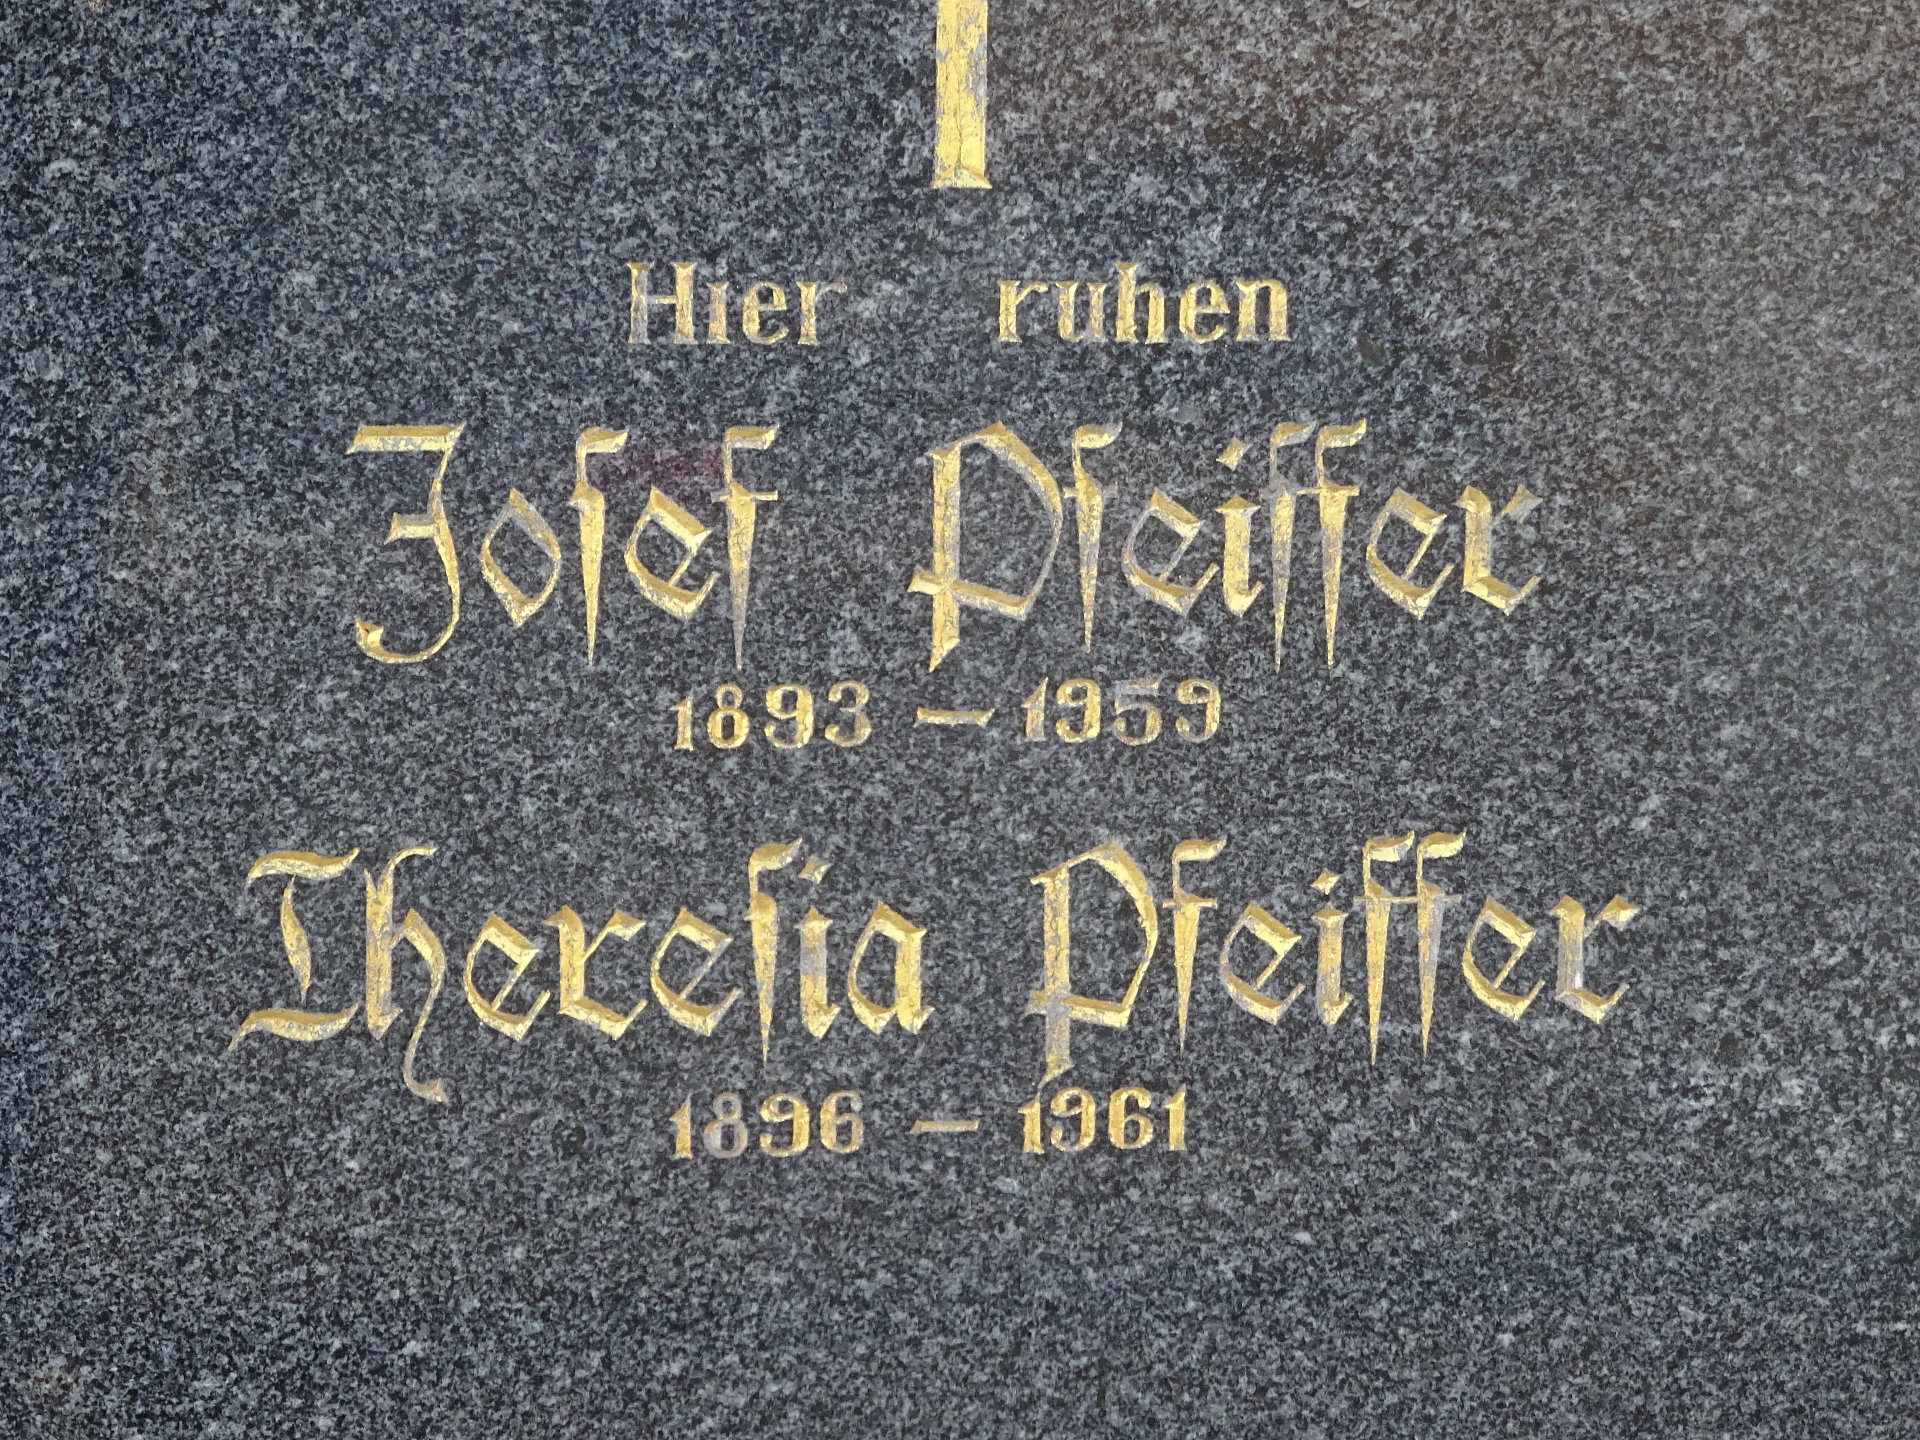 Hier ruhen
Josef Pfeiffer
1893 – 1959
Theresia Pfeiffer
1896 – 1961